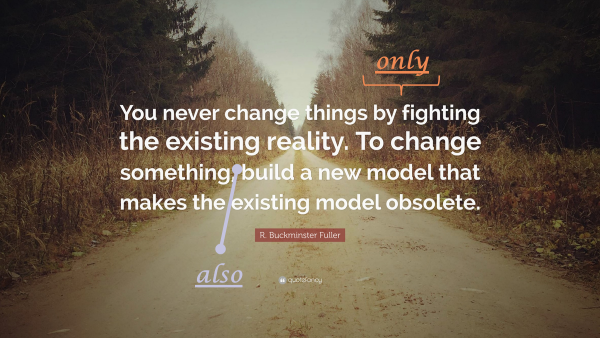 only
You never change things by fighting
the existing reality. To change
something, build a new model that
makes the existing model obsolete.
R. Buckminster Fuller
also
quotefancy